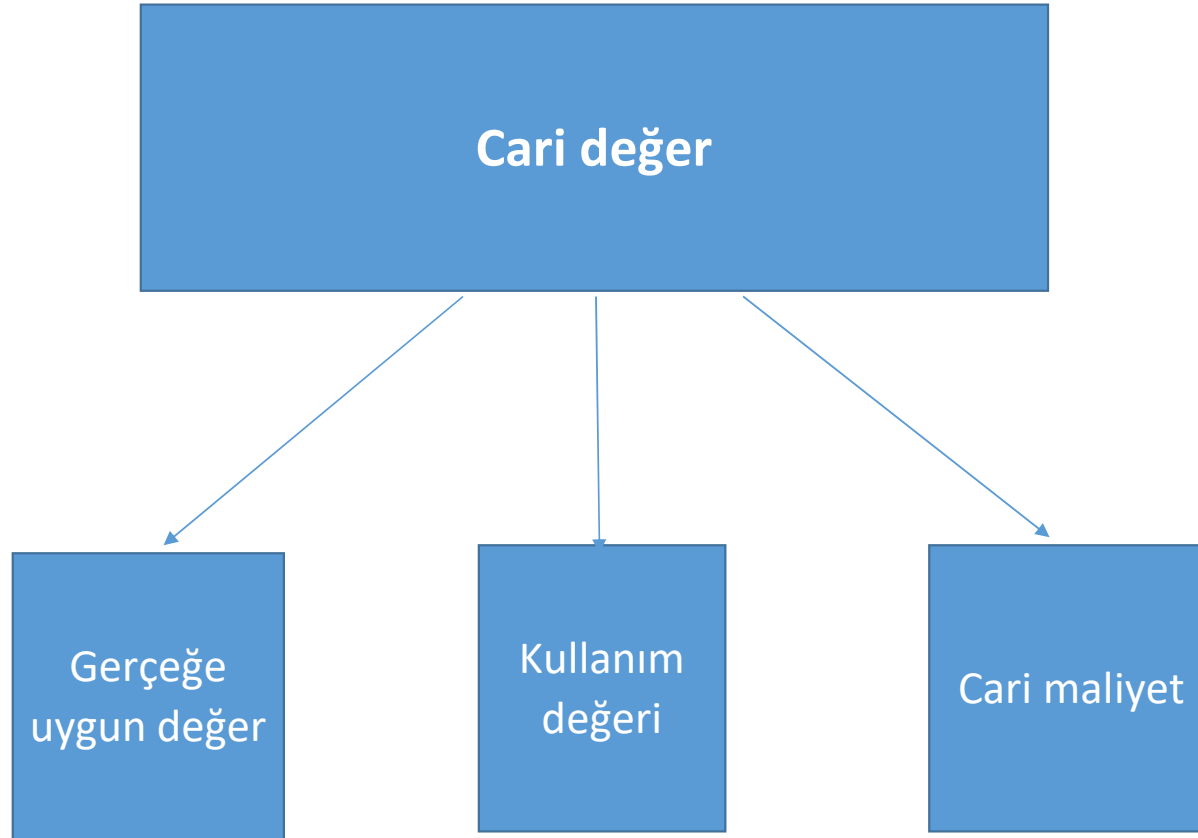 Cari değer
Gerçeğe
uygun değer
Kullanım
değeri
Cari maliyet